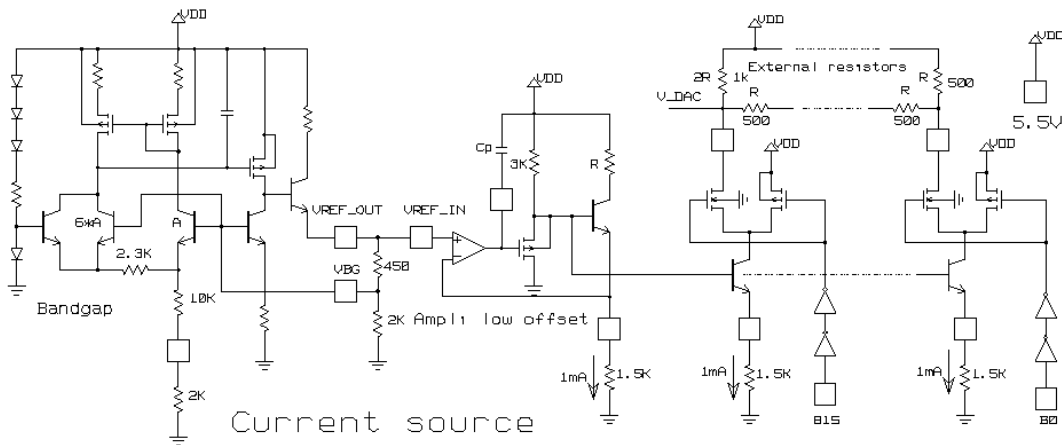 VDD
VDD
VDD
External resistors
2R
1k
R
500
V_DAC
R
500
R
500
5.5V
VDD
Cp
3K
R
VDD
VDD
6*A
A
VREF_OUT
VREF_IN
2.3K
VBG
450
Bandgap
10K
2K
Ampli low offset
2K
1mA
1.5K
1mA
1.5K
1mA
1.5K
Current source
B15
B0